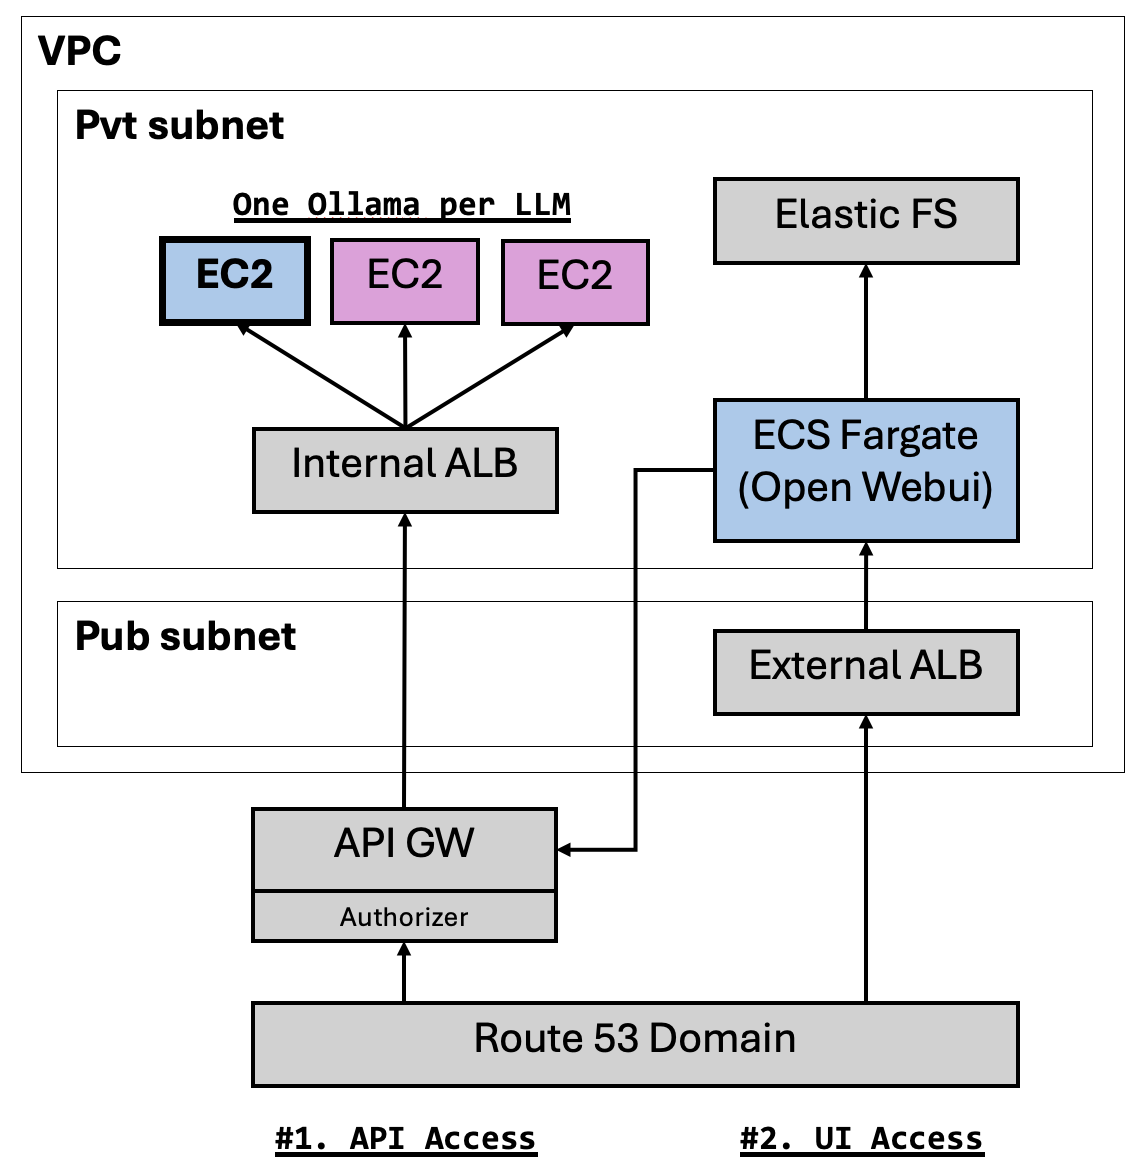 VPC
Pvt subnet
One Ollama per LLM
EC2
EC2
EC2
Elastic FS
Internal ALB
ECS Fargate
(Open Webui)
Pub subnet
External ALB
API GW
Authorizer
Route 53 Domain
#1. API Access
#2. UI Access